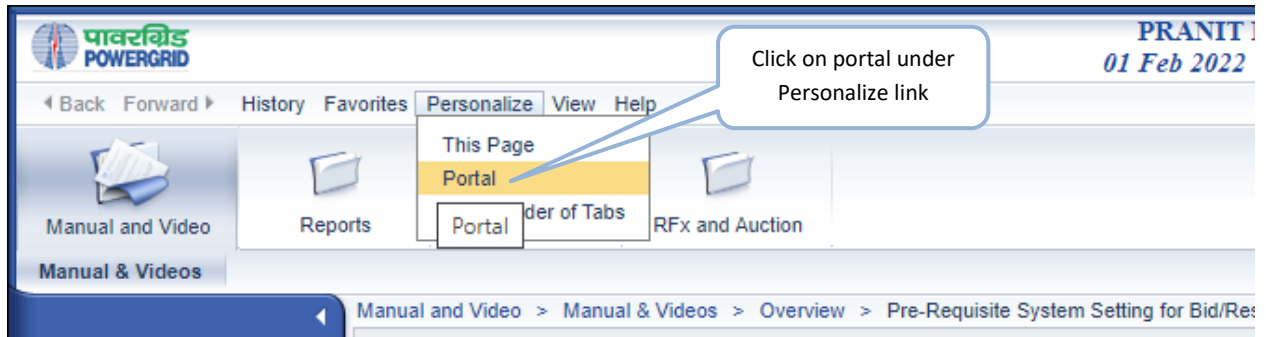 पावरग्रिड
POWERGRID
PRANIT
01 Feb 2022
Click on portal under
Personalize link
Back Forward History Favorites Personalize View Help
This Page
Portal
der of Tabs
Portal
Manual and Video Reports RFx and Auction
Manual & Videos
Manual and Video > Manual & Videos > Overview > Pre-Requisite System Setting for Bid/Res